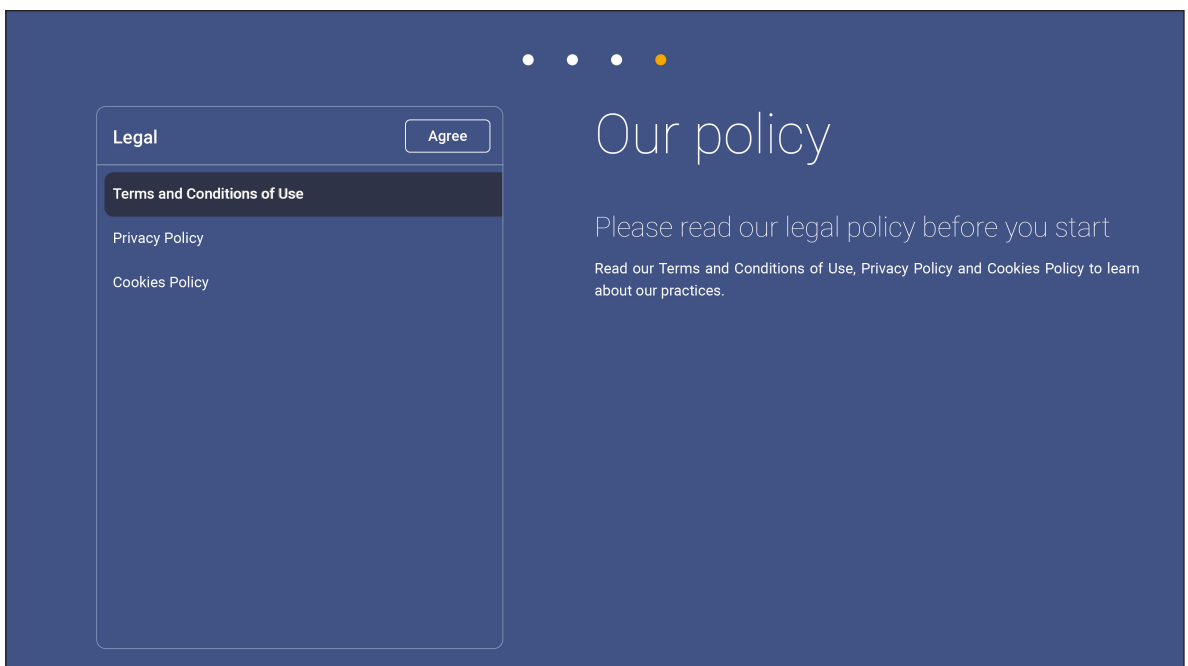 Legal
Agree
Terms and Conditions of Use
Privacy Policy
Cookies Policy
Our policy
Please read our legal policy before you start
Read our Terms and Conditions of Use, Privacy Policy and Cookies Policy to learn
about our practices.